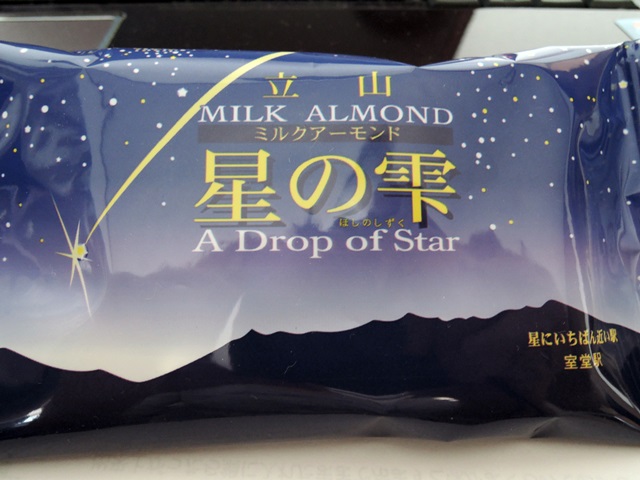 立山
MILK ALMOND
ミルクアーモンド
星の雫
ほしのしずく
A Drop of Star
星にいちばん近い駅
室堂駅